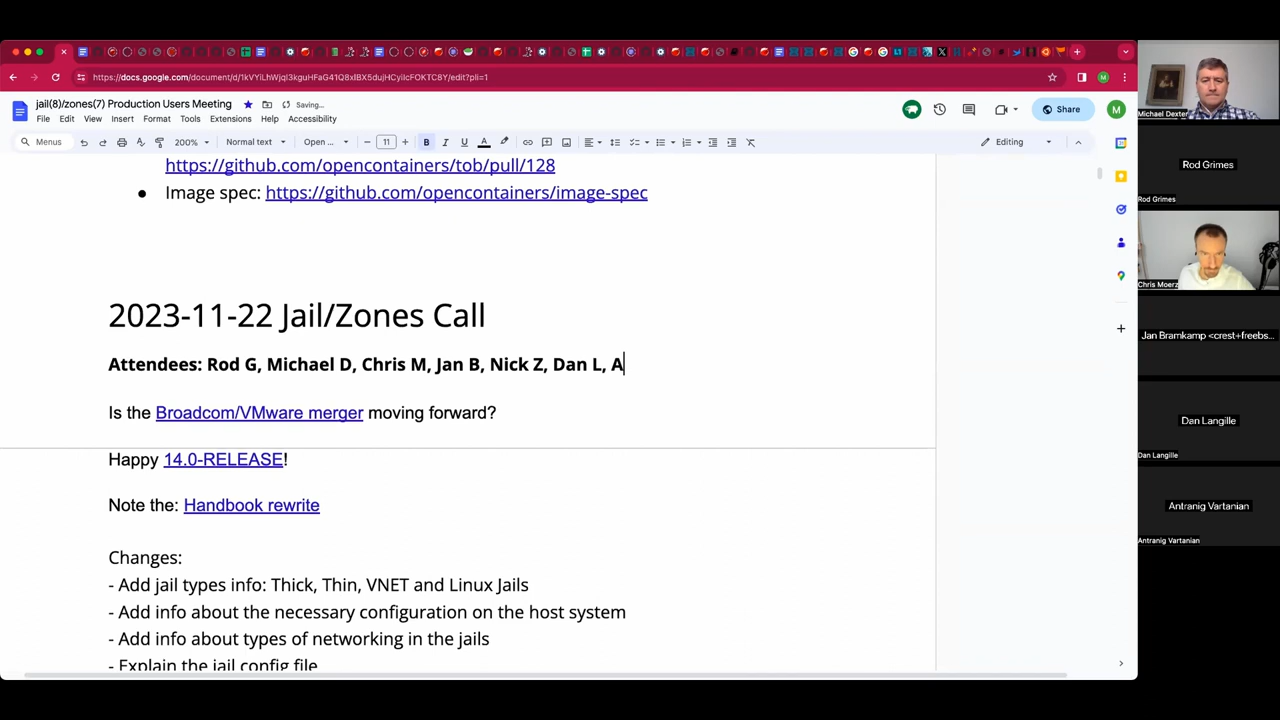 https://docs.google.com/document/d/1kVYiLhWjqI3kguHFaG41Q8xIBX5dujHCyiIcFOKTC8Y/edit?pli=1
jail(8)/zones(7) Production Users Meeting
Saving...
File Edit View Insert Format Tools Extensions Help Accessibility
Share
M
Menus
200%
Normal text
Open ...
11
Editing
https://github.com/opencontainers/tob/pull/128
● Image spec: https://github.com/opencontainers/image-spec
2023-11-22 Jail/Zones Call
Attendees: Rod G, Michael D, Chris M, Jan B, Nick Z, Dan L, A
Is the Broadcom/VMware merger moving forward?
Happy 14.0-RELEASE!
Note the: Handbook rewrite
Changes:
- Add jail types info: Thick, Thin, VNET and Linux Jails
- Add info about the necessary configuration on the host system
- Add info about types of networking in the jails
- Explain the jail config file
Michael Dexter
Rod Grimes
Rod Grimes
Chris Moerz
Jan Bramkamp <crest+freebs...
Dan Langille
Dan Langille
Antranig Vartanian
Antranig Vartanian